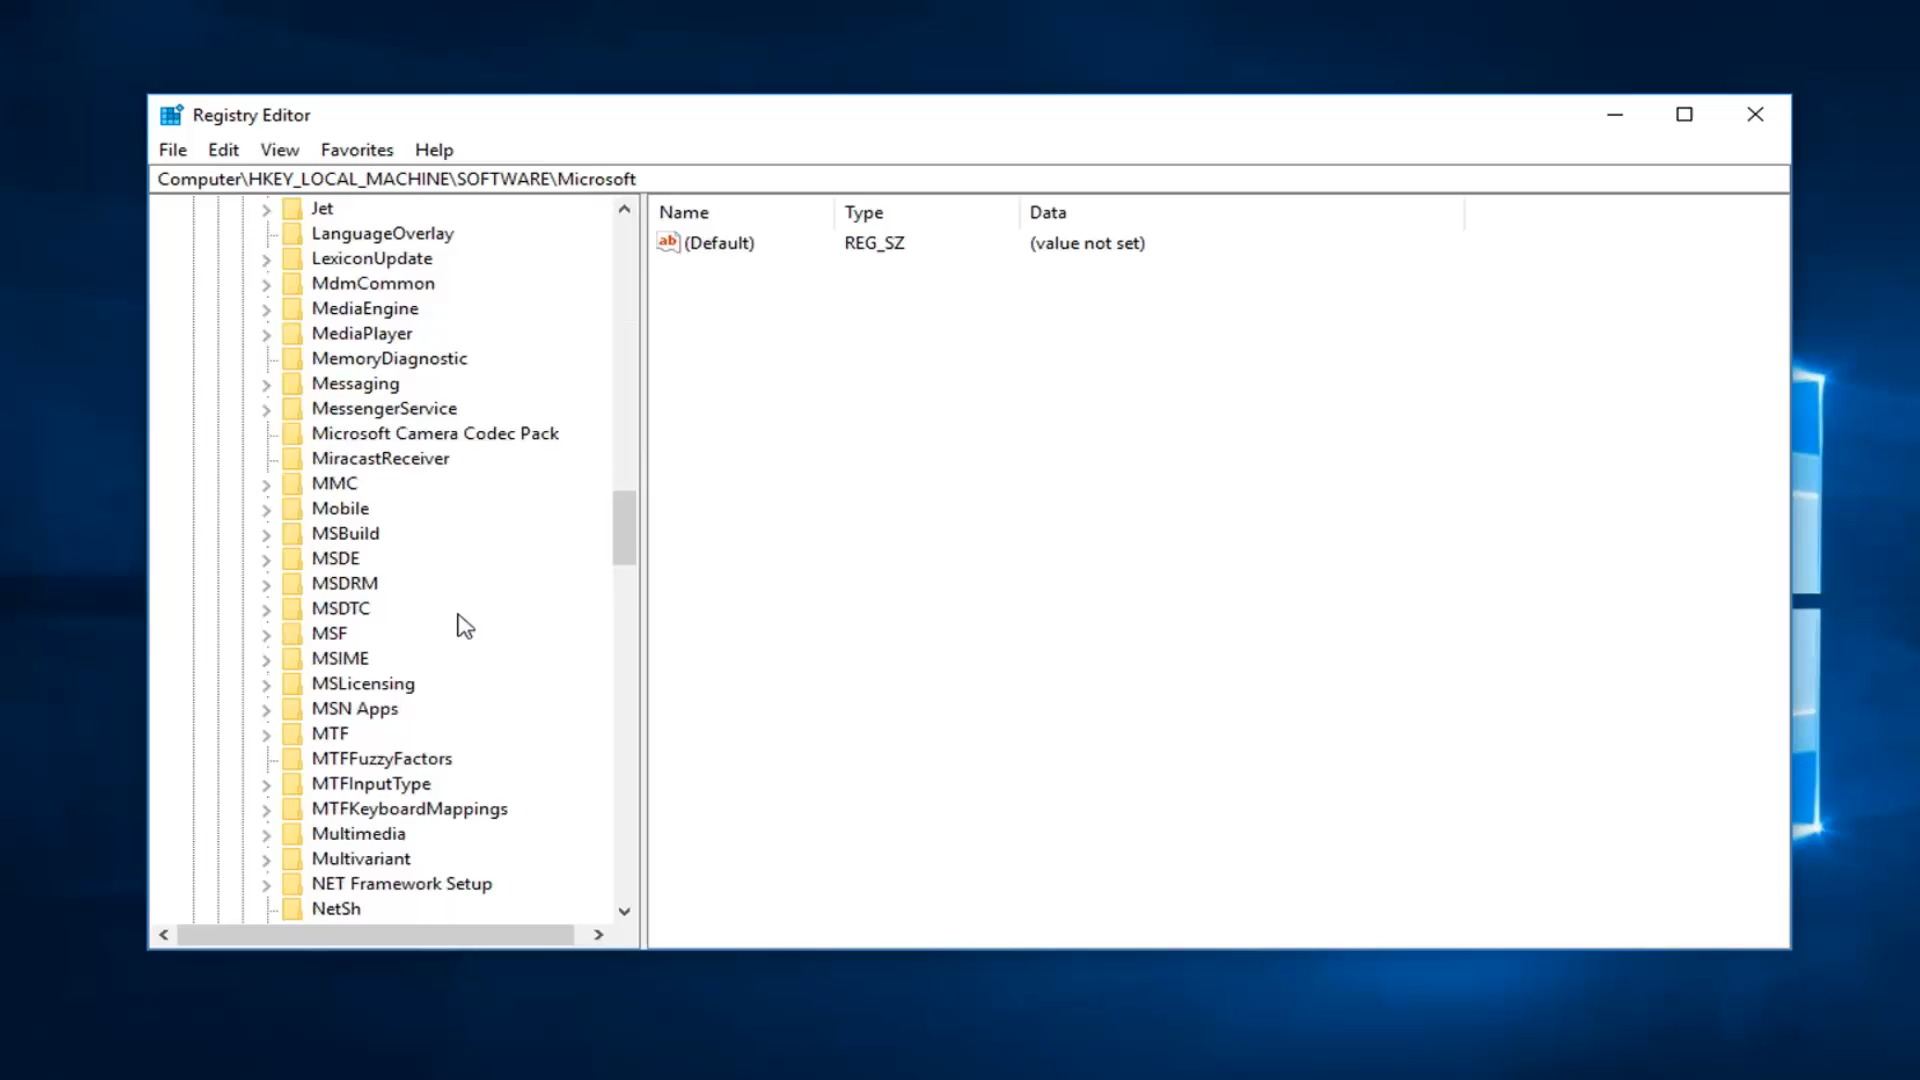 Registry Editor
File Edit View Favorites Help
Computer\HKEY_LOCAL_MACHINE\SOFTWARE\Microsoft
Jet
LanguageOverlay
LexiconUpdate
MdmCommon
MediaEngine
MediaPlayer
MemoryDiagnostic
Messaging
MessengerService
Microsoft Camera Codec Pack
MiracastReceiver
MMC
Mobile
MSBuild
MSDE
MSDRM
MSDTC
MSF
MSIME
MSLicensing
MSN Apps
MTF
MTFFuzzyFactors
MTFInputType
MTFKeyboardMappings
Multimedia
Multivariant
NET Framework Setup
NetSh
Name Type Data
ab (Default) REG_SZ (value not set)